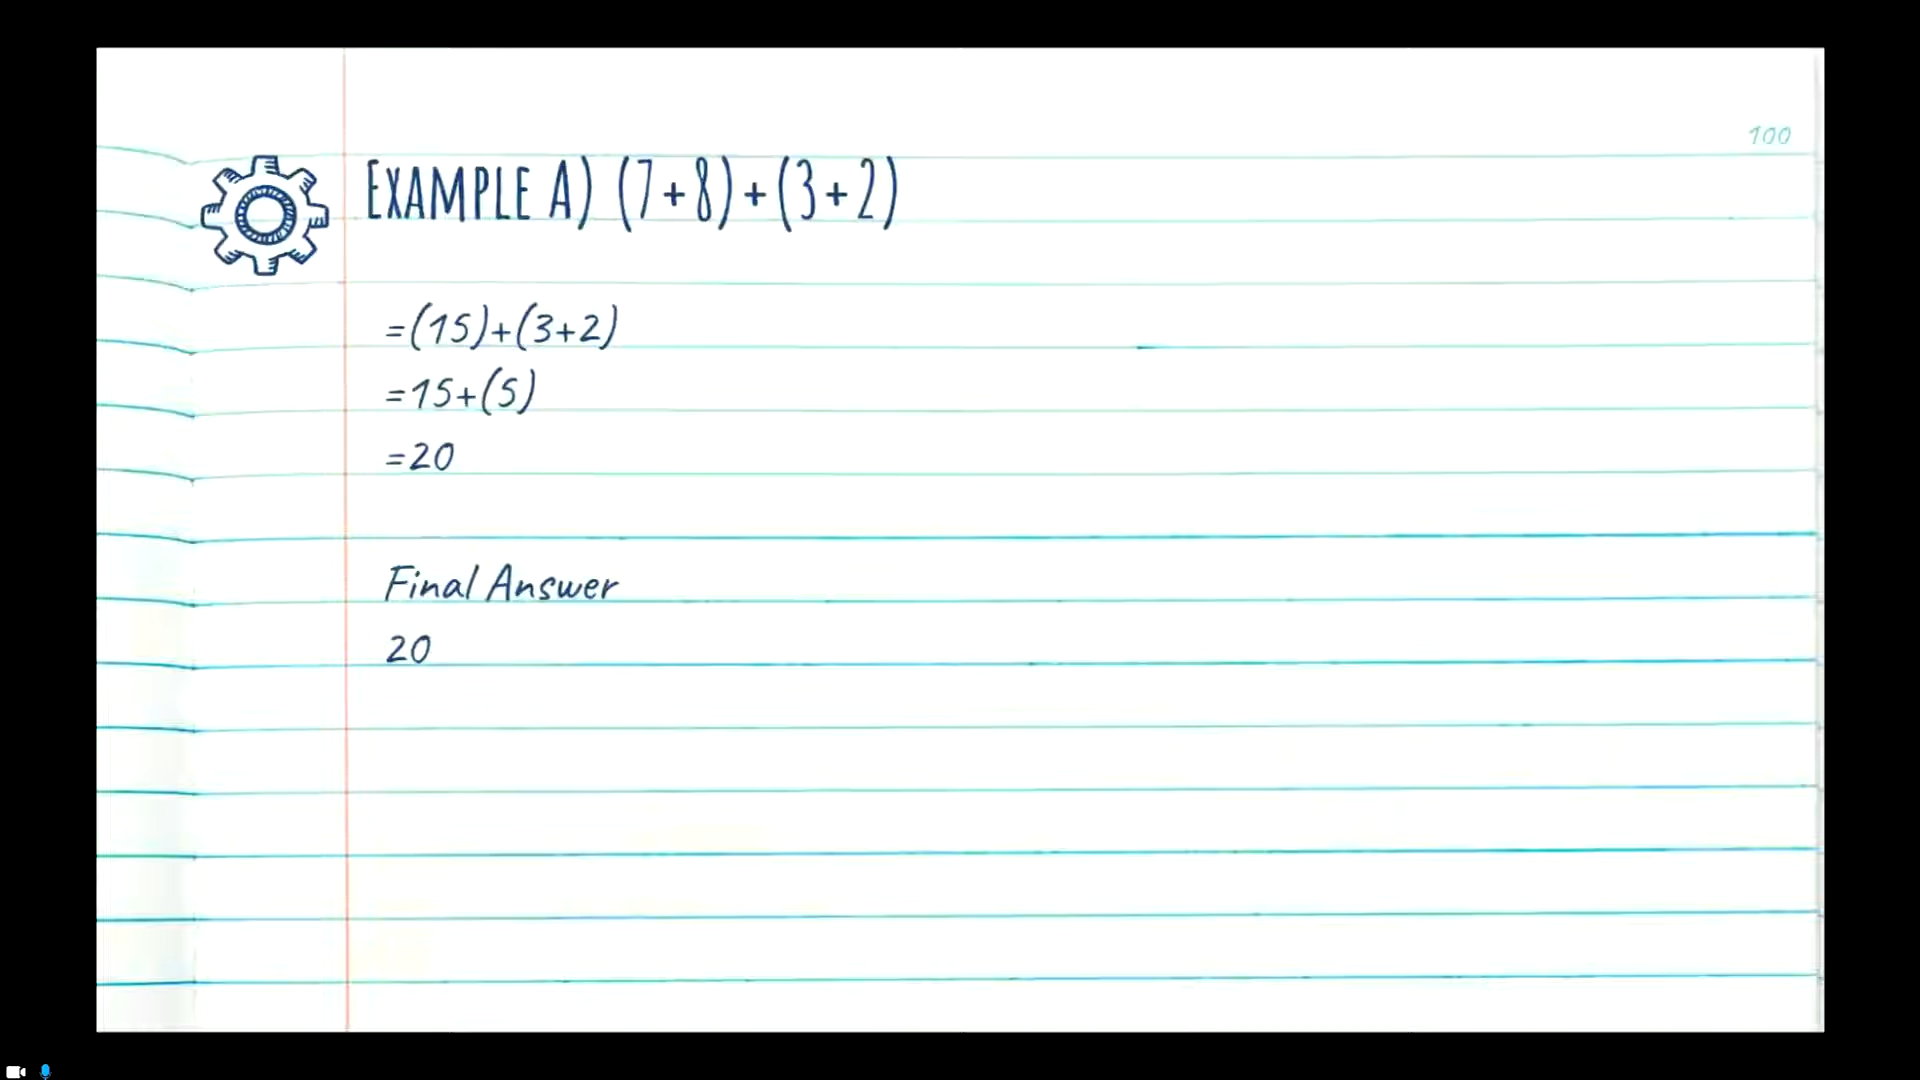 100
EXAMPLE A) (7+8)+(3+2)
=(15)+(3+2)
=15+(5)
=20
Final Answer
20